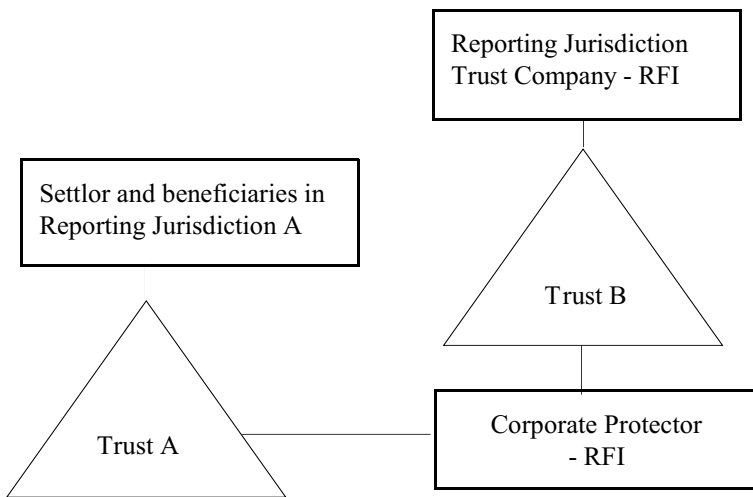 Reporting Jurisdiction
Trust Company - RFI
Settlor and beneficiaries in
Reporting Jurisdiction A
Trust B
Trust A
Corporate Protector
- RFI